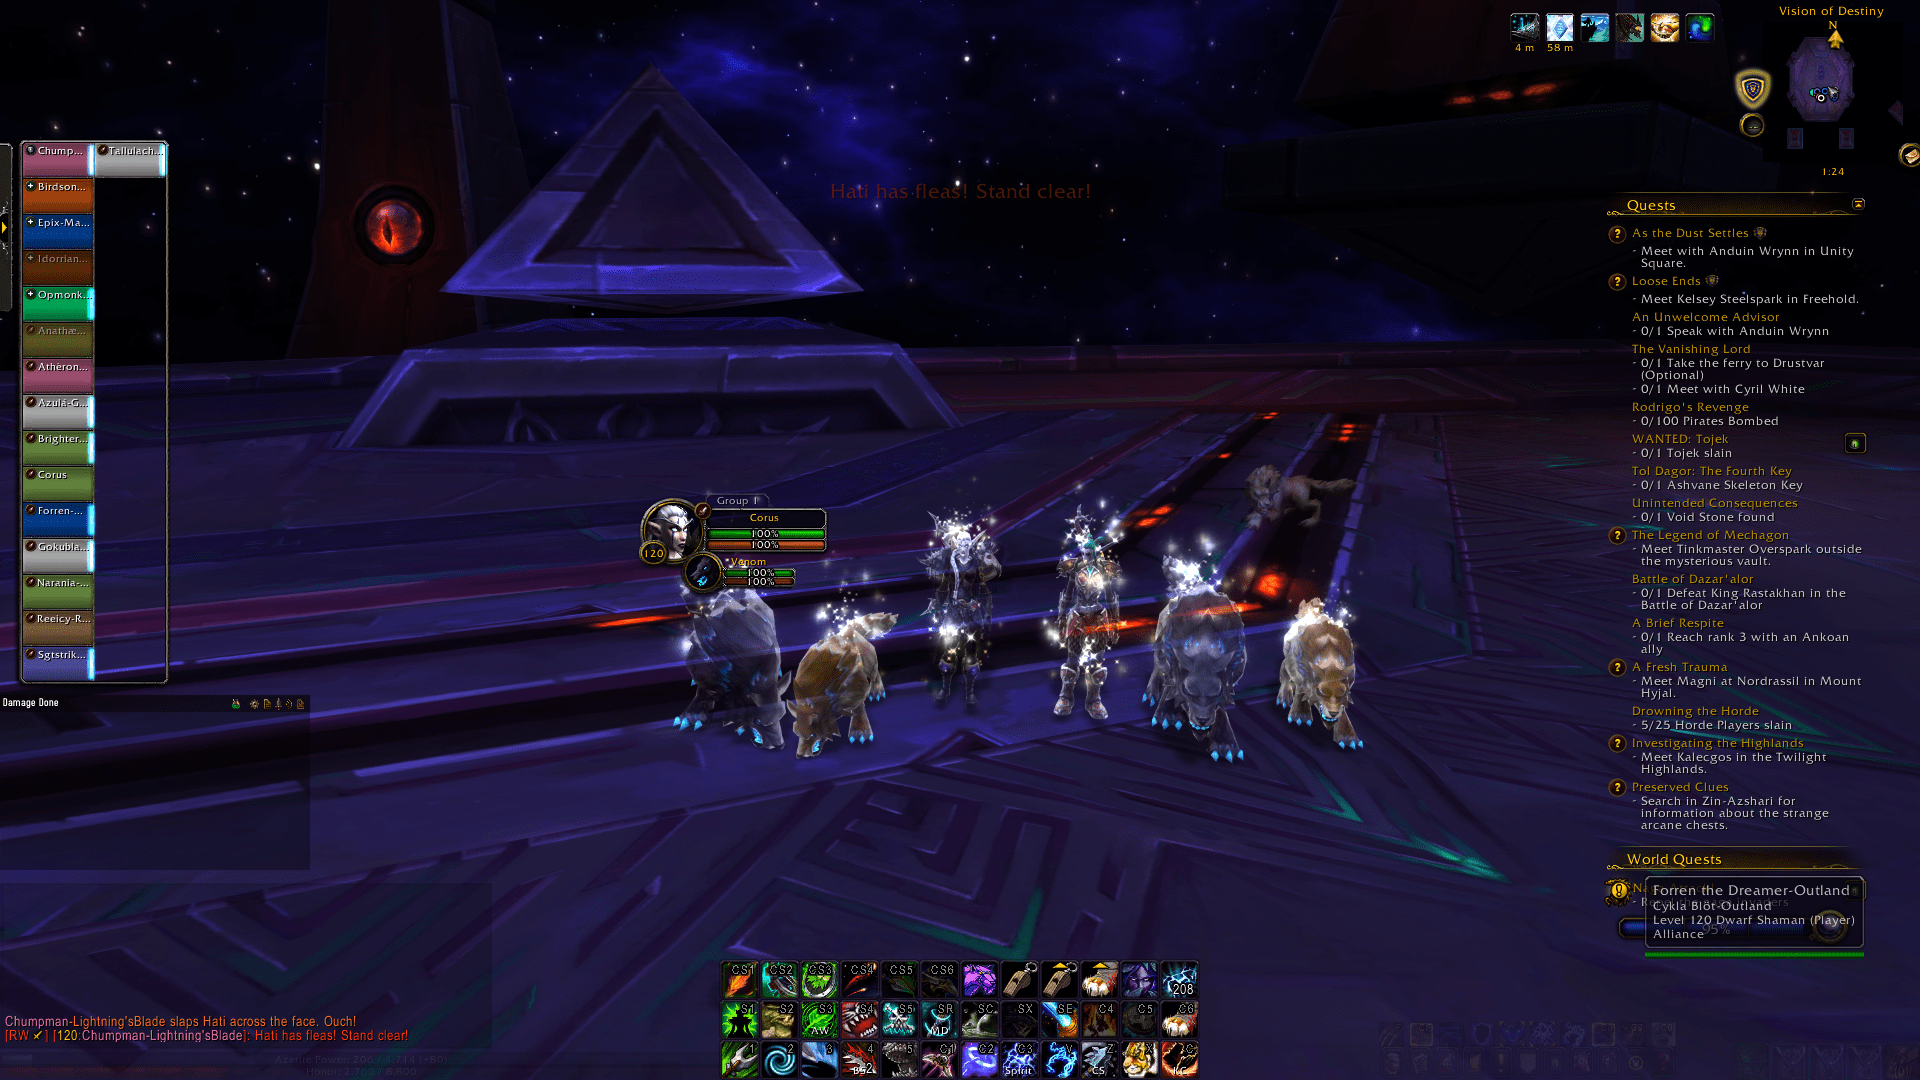 Vision of Destiny
N
4 m
58 m
1:24
Chump...
Tallulach...
Birdson...
Epix-Ma...
Idorrian...
Opmonk...
Anathæ...
Atheron...
Azulá-G...
Brighter...
Corus
Forren-...
Gokubla...
Narania-...
Reeicy-R...
Sgtstrik...
Hati has fleas! Stand clear!
Quests
As the Dust Settles
- Meet with Anduin Wrynn in Unity
Square.
Loose Ends
- Meet Kelsey Steelspark in Freehold.
An Unwelcome Advisor
- 0/1 Speak with Anduin Wrynn
The Vanishing Lord
- 0/1 Take the ferry to Drustvar
(Optional)
- 0/1 Meet with Cyril White
Rodrigo's Revenge
- 0/100 Pirates Bombed
WANTED: Tojek
- 0/1 Tojek slain
Tol Dagor: The Fourth Key
- 0/1 Ashvane Skeleton Key
Unintended Consequences
- 0/1 Void Stone found
The Legend of Mechagon
- Meet Tinkmaster Overspark outside
the mysterious vault.
Battle of Dazar'alor
- 0/1 Defeat King Rastakhan in the
Battle of Dazar'alor
A Brief Respite
- 0/1 Reach rank 3 with an Ankoan
ally
A Fresh Trauma
- Meet Magni at Nordrassil in Mount
Hyjal.
Drowning the Horde
- 5/25 Horde Players slain
Investigating the Highlands
- Meet Kalecgos in the Twilight
Highlands.
Preserved Clues
- Search in Zin-Azshari for
information about the strange
arcane chests.
World Quests
Forren the Dreamer-Outland
Cykla Blöt-Outland
Level 120 Dwarf Shaman (Player)
Alliance
95%
Group 1
Corus
100%
100%
120
Venom
100%
100%
Damage Done
Chumpman-Lightning'sBlade slaps Hati across the face. Ouch!
[RW] [120:Chumpman-Lightning'sBlade]: Hati has fleas! Stand clear!
CS1 CS2 CS3 CS4 CS5 CS6 208
S1 S2 S3 AW S4 S5 SR MD SC SX SE C4 C5 C6
1 2 3 4 5 C1 C2 C3 Spirit V Z CS X C